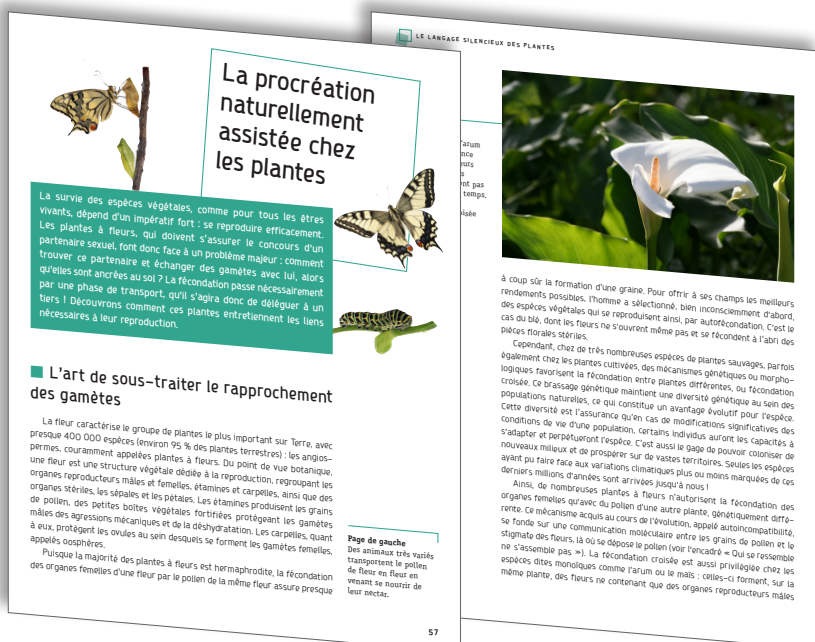 La procréation
naturellement
assistée chez
les plantes
La survie des espèces végétales, comme pour tous les êtres
vivants, dépend d'un impératif fort : se reproduire efficacement.
Les plantes à fleurs, qui doivent s'assurer le concours d'un
partenaire sexuel, font donc face à un problème majeur : comment
trouver ce partenaire et échanger des gamètes avec lui, alors
qu'elles sont ancrées au sol ? La fécondation passe nécessairement
par une phase de transport, qu'il s'agira donc de déléguer à un
tiers ! Découvrons comment ces plantes entretiennent les liens
nécessaires à leur reproduction.
L'art de sous-traiter le rapprochement
des gamètes
La fleur caractérise le groupe de plantes le plus important sur Terre, avec
presque 400 000 espèces (environ 95 % des plantes terrestres) : les angios-
permes, couramment appelées plantes à fleurs. Du point de vue botanique,
une fleur est une structure végétale dédiée à la reproduction, regroupant les
organes reproducteurs mâles et femelles, étamines et carpelles, ainsi que des
organes stériles, les sépales et les pétales. Les étamines produisent les grains
de pollen, des petites boîtes végétales fortifiées protégeant les gamètes
mâles des agressions mécaniques et de la déshydratation. Les carpelles, quant
à eux, protègent les ovules au sein desquels se forment les gamètes femelles,
appelés oosphères.
Puisque la majorité des plantes à fleurs est hermaphrodite, la fécondation
des organes femelles d'une fleur par le pollen de la même fleur assure presque
Page de gauche
Des animaux très variés
transportent le pollen
de fleur en fleur en
venant se nourrir de
leur nectar.
57
LE LANGAGE SILENCIEUX DES PLANTES
'arum
nce
eurs
s
ent pas
temps,
isée
à coup sûr la formation d'une graine. Pour offrir à ses champs les meilleurs
rendements possibles, l'homme a sélectionné, bien inconsciemment d'abord,
des espèces végétales qui se reproduisent ainsi, par autofécondation. C'est le
cas du blé, dont les fleurs ne s'ouvrent même pas et se fécondent à l'abri des
pièces florales stériles.
Cependant, chez de très nombreuses espèces de plantes sauvages, parfois
également chez les plantes cultivées, des mécanismes génétiques ou morpho-
logiques favorisent la fécondation entre plantes différentes, ou fécondation
croisée. Ce brassage génétique maintient une diversité génétique au sein des
populations naturelles, ce qui constitue un avantage évolutif pour l'espèce.
Cette diversité est l'assurance qu'en cas de modifications significatives des
conditions de vie d'une population, certains individus auront les capacités à
s'adapter et perpétueront l'espèce. C'est aussi le gage de pouvoir coloniser de
nouveaux milieux et de prospérer sur de vastes territoires. Seules les espèces
ayant pu faire face aux variations climatiques plus ou moins marquées de ces
derniers millions d'années sont arrivées jusqu'à nous !
Ainsi, de nombreuses plantes à fleurs n'autorisent la fécondation des
organes femelles qu'avec du pollen d'une autre plante, génétiquement diffé-
rente. Ce mécanisme acquis au cours de l'évolution, appelé autoincompatibilité,
se fonde sur une communication moléculaire entre les grains de pollen et le
stigmate des fleurs, là où se dépose le pollen (voir l'encadré « Qui se ressemble
ne s'assemble pas »). La fécondation croisée est aussi privilégiée chez les
espèces dites monoïques comme l'arum ou le maïs : celles-ci forment, sur la
même plante, des fleurs ne contenant que des organes reproducteurs mâles